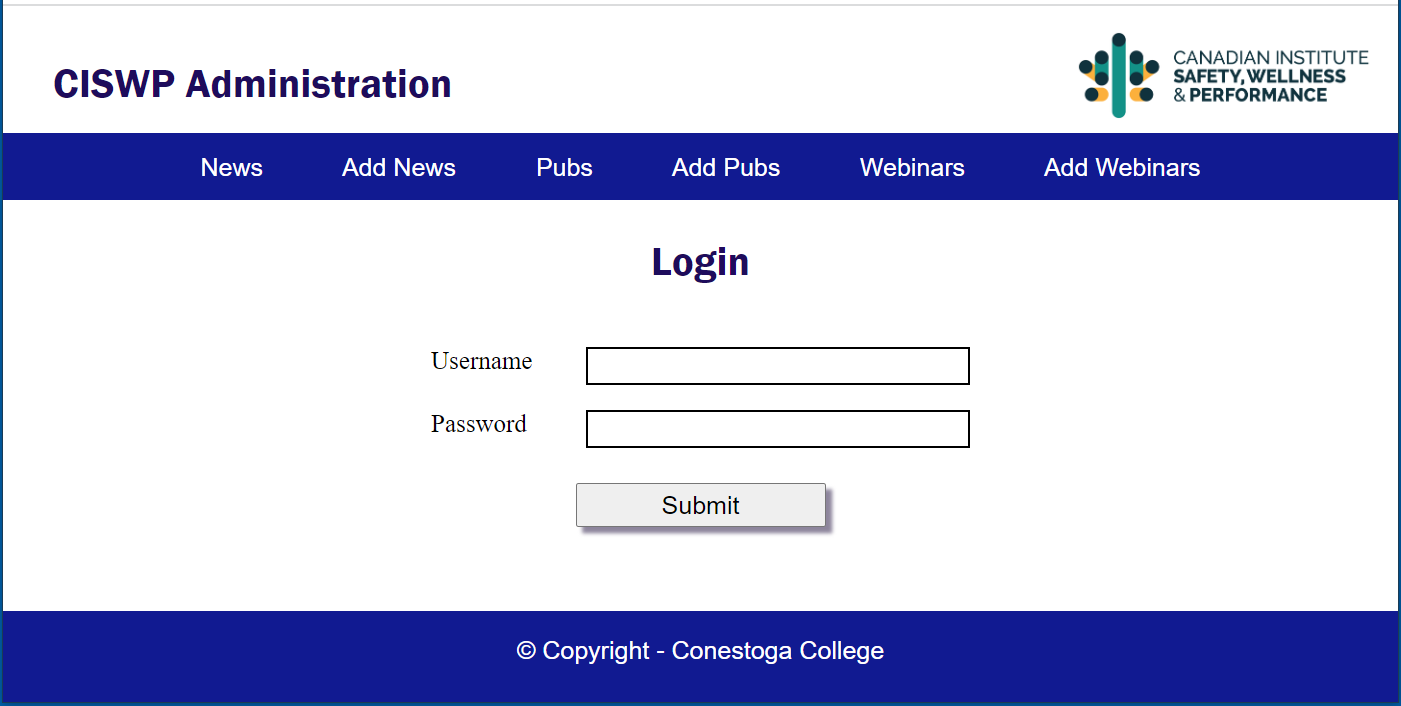 CISWP Administration
CANADIAN INSTITUTE
SAFETY, WELLNESS
& PERFORMANCE
News Add News Pubs Add Pubs Webinars Add Webinars
Login
Username
Password
Submit
© Copyright - Conestoga College